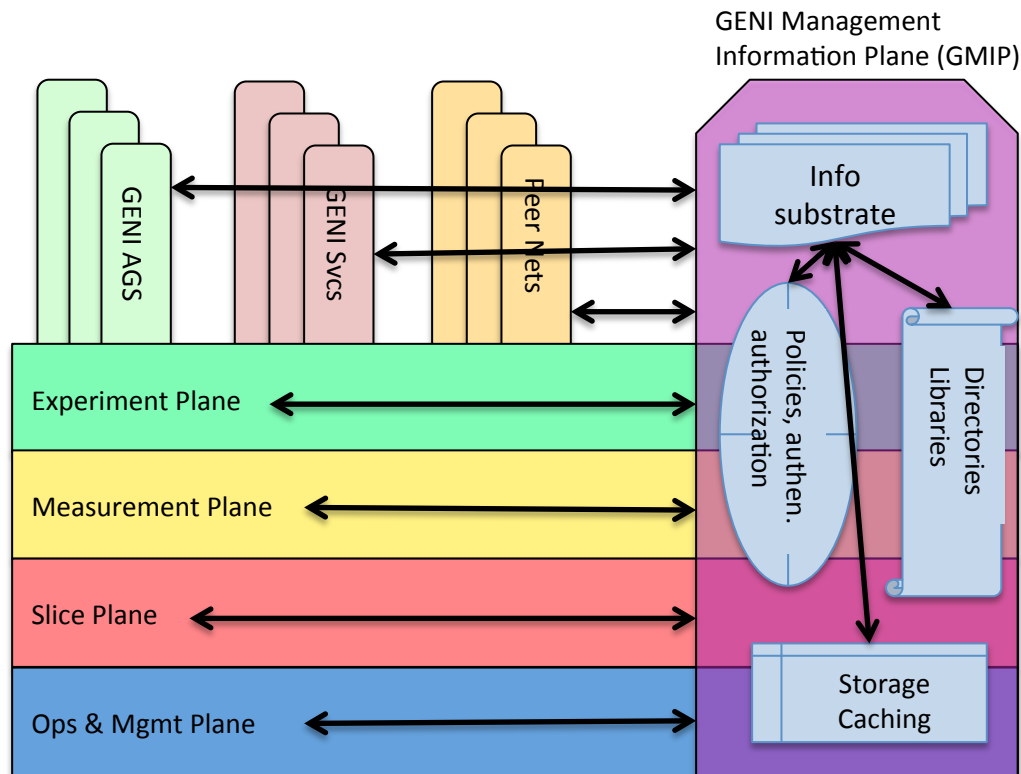 GENI Management
Information Plane (GMIP)
GENI AGS
GENI Svcs
Peer Nets
Info
substrate
Policies, authen.
authorization
Directories
Libraries
Experiment Plane
Measurement Plane
Slice Plane
Ops & Mgmt Plane
Storage
Caching